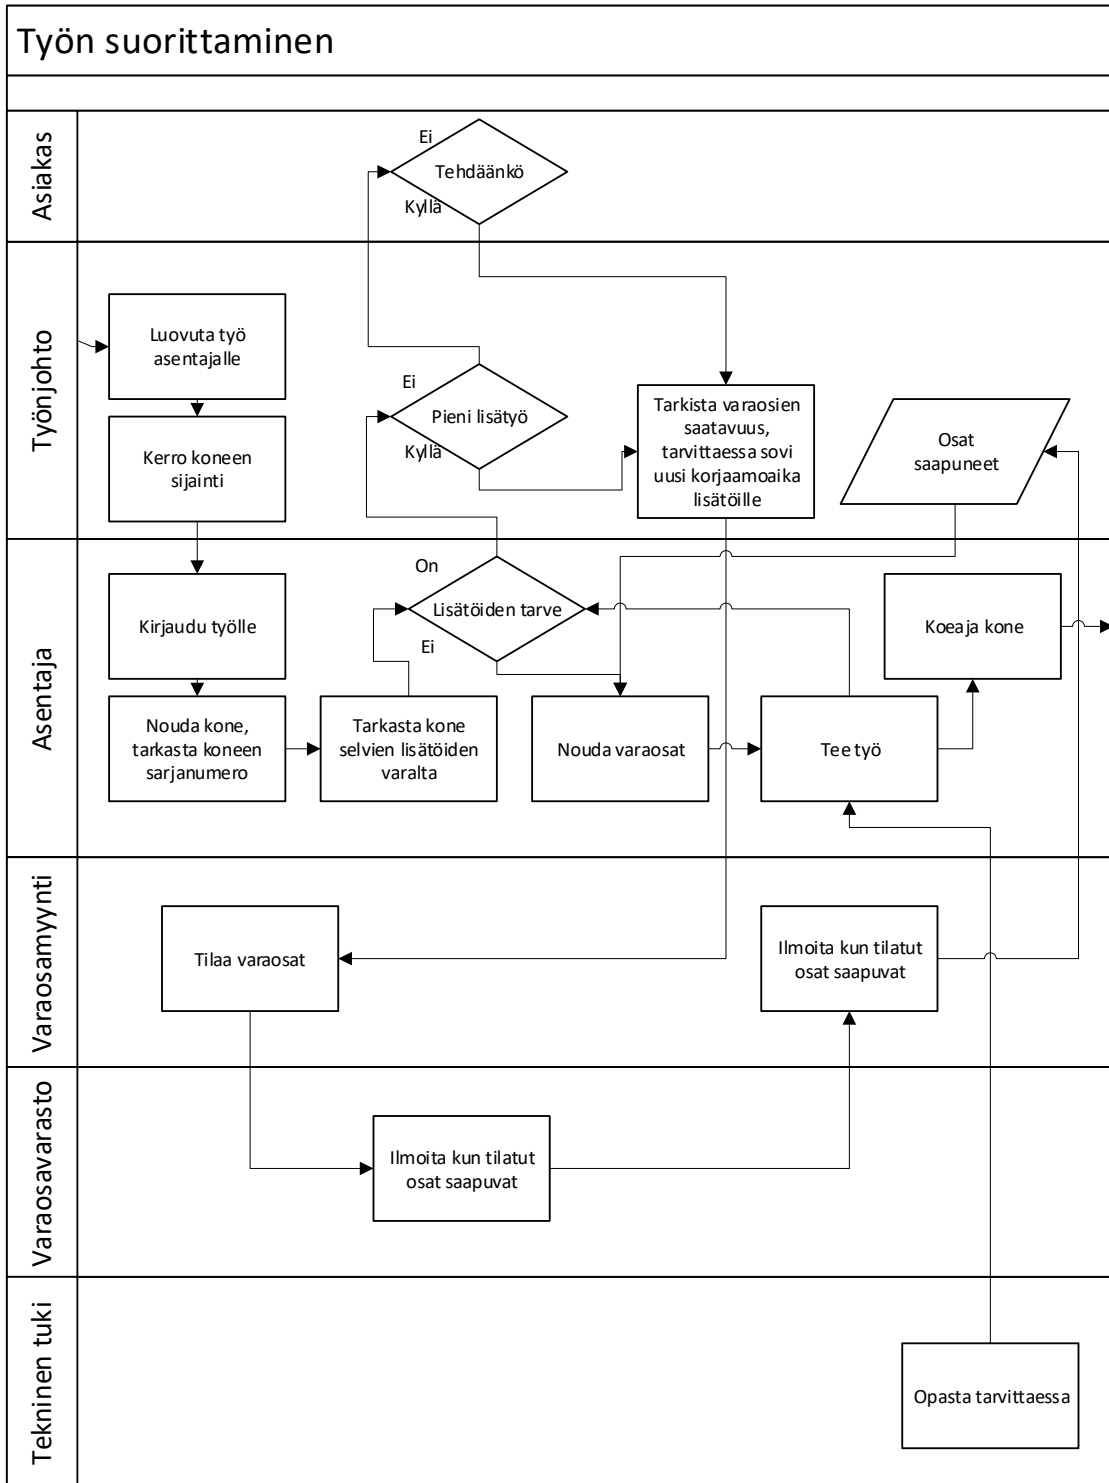 Työn suorittaminen
Asiakas
Ei
Tehdäänkö
Kyllä
Työnjohto
Luovuta työ
asentajalle
Kerro koneen
sijainti
Ei
Pieni lisätyö
Kyllä
Tarkista varaosien
saatavuus,
tarvittaessa sovi
uusi korjaamoaika
lisätöille
Osat
saapuneet
Asentaja
Kirjaudu työlle
Nouda kone,
tarkasta koneen
sarjanumero
Tarkasta kone
selvien lisätöiden
varalta
On
Lisätöiden tarve
Ei
Nouda varaosat
Tee työ
Koeaja kone
Varaosamyynti
Tilaa varaosat
Ilmoita kun tilatut
osat saapuvat
Varaosavarasto
Ilmoita kun tilatut
osat saapuvat
Tekninen tuki
Opasta tarvittaessa